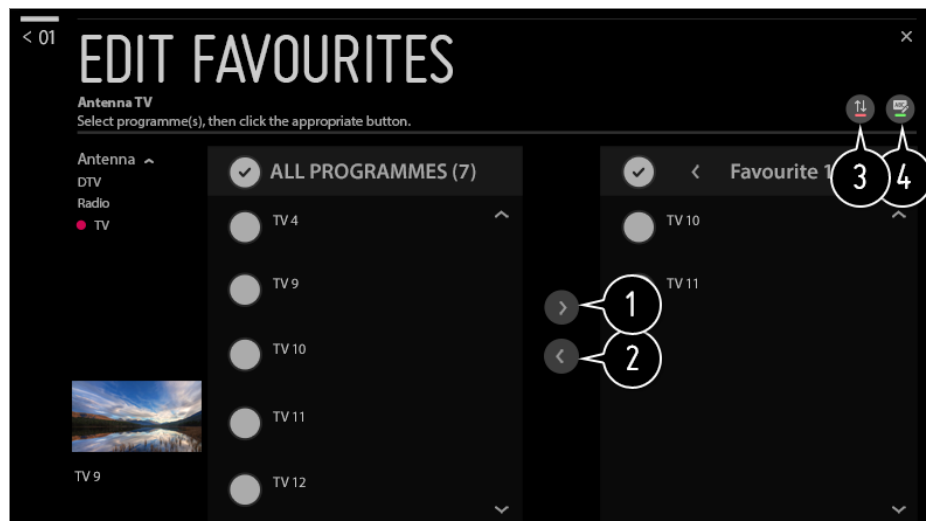 < 01
EDIT FAVOURITES
×
Antenna TV
Select programme(s), then click the appropriate button.
ABC
3
4
Antenna
DTV
Radio
TV
ALL PROGRAMMES (7)
TV 4
TV 9
TV 10
TV 11
TV 12
1
2
< Favourite 1
TV 10
TV 11
TV 9